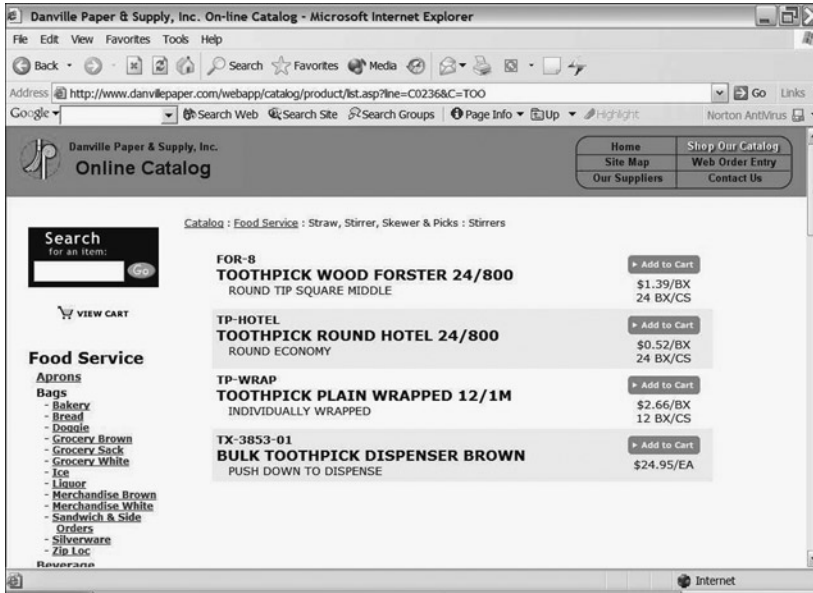 Danville Paper & Supply, Inc. On-line Catalog - Microsoft Internet Explorer
File Edit View Favorites Tools Help
Back Search Favorites Media
Address http://www.danvillepaper.com/webapp/catalog/product/list.asp?line=C0236&C=TOO Go Links
Google Search Web Search Site Search Groups Page Info Up Highlight Norton AntiVirus
Danville Paper & Supply, Inc.
Online Catalog
Home Shop Our Catalog
Site Map Web Order Entry
Our Suppliers Contact Us
Catalog : Food Service : Straw, Stirrer, Skewer & Picks : Stirrers
Search
for an item:
Go
VIEW CART
Food Service
Aprons
Bags
- Bakery
- Bread
- Doggie
- Grocery Brown
- Grocery Sack
- Grocery White
- Ice
- Liquor
- Merchandise Brown
- Merchandise White
- Sandwich & Side
Orders
- Silverware
- Zip Loc
Beverage
FOR-8
TOOTHPICK WOOD FORSTER 24/800
ROUND TIP SQUARE MIDDLE
Add to Cart
$1.39/BX
24 BX/CS
TP-HOTEL
TOOTHPICK ROUND HOTEL 24/800
ROUND ECONOMY
Add to Cart
$0.52/BX
24 BX/CS
TP-WRAP
TOOTHPICK PLAIN WRAPPED 12/1M
INDIVIDUALLY WRAPPED
Add to Cart
$2.66/BX
12 BX/CS
TX-3853-01
BULK TOOTHPICK DISPENSER BROWN
PUSH DOWN TO DISPENSE
Add to Cart
$24.95/EA
Internet